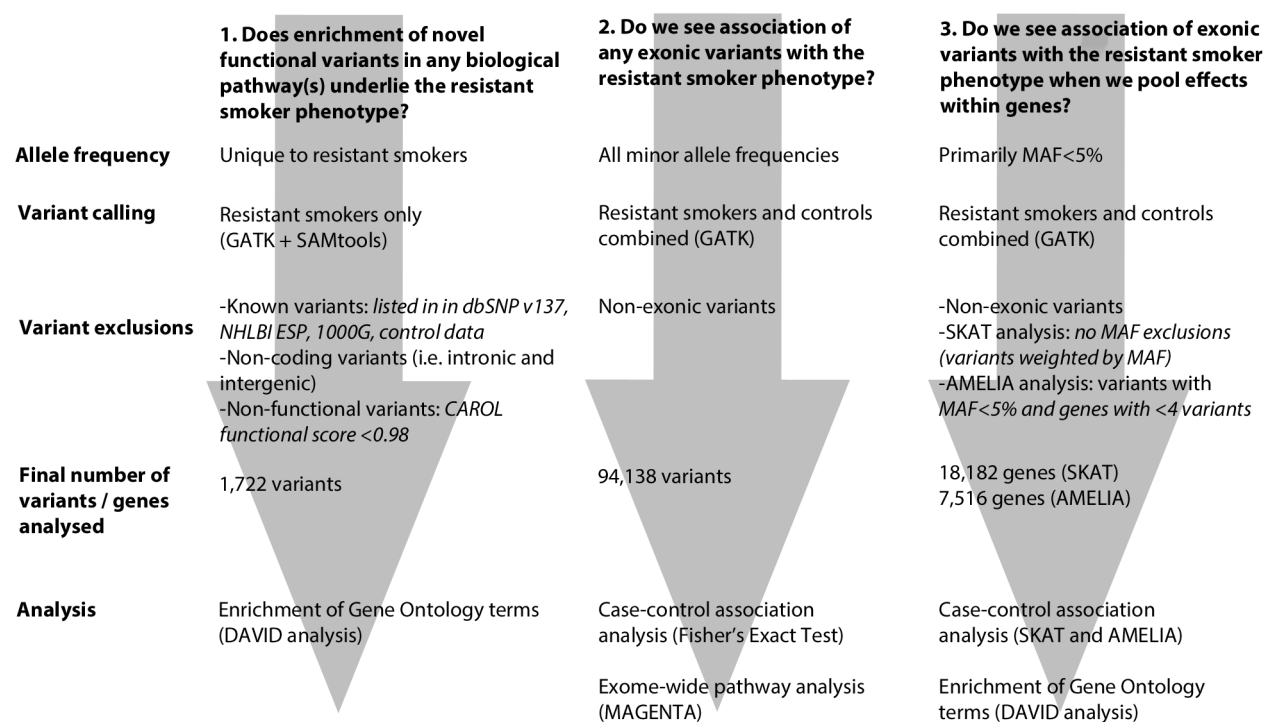 1. Does enrichment of novel
functional variants in any biological
pathway(s) underlie the resistant
smoker phenotype?
2. Do we see association of
any exonic variants with the
resistant smoker phenotype?
3. Do we see association of exonic
variants with the resistant smoker
phenotype when we pool effects
within genes?
Allele frequency
Unique to resistant smokers
All minor allele frequencies
Primarily MAF<5%
Variant calling
Resistant smokers only
(GATK + SAMtools)
Resistant smokers and controls
combined (GATK)
Resistant smokers and controls
combined (GATK)
Variant exclusions
-Known variants: listed in in dbSNP v137,
NHLBI ESP, 1000G, control data
-Non-coding variants (i.e. intronic and
intergenic)
-Non-functional variants: CAROL
functional score <0.98
Non-exonic variants
-Non-exonic variants
-SKAT analysis: no MAF exclusions
(variants weighted by MAF)
-AMELIA analysis: variants with
MAF<5% and genes with <4 variants
Final number of
variants / genes
analysed
1,722 variants
94,138 variants
18,182 genes (SKAT)
7,516 genes (AMELIA)
Analysis
Enrichment of Gene Ontology terms
(DAVID analysis)
Case-control association
analysis (Fisher's Exact Test)
Exome-wide pathway analysis
(MAGENTA)
Case-control association
analysis (SKAT and AMELIA)
Enrichment of Gene Ontology
terms (DAVID analysis)